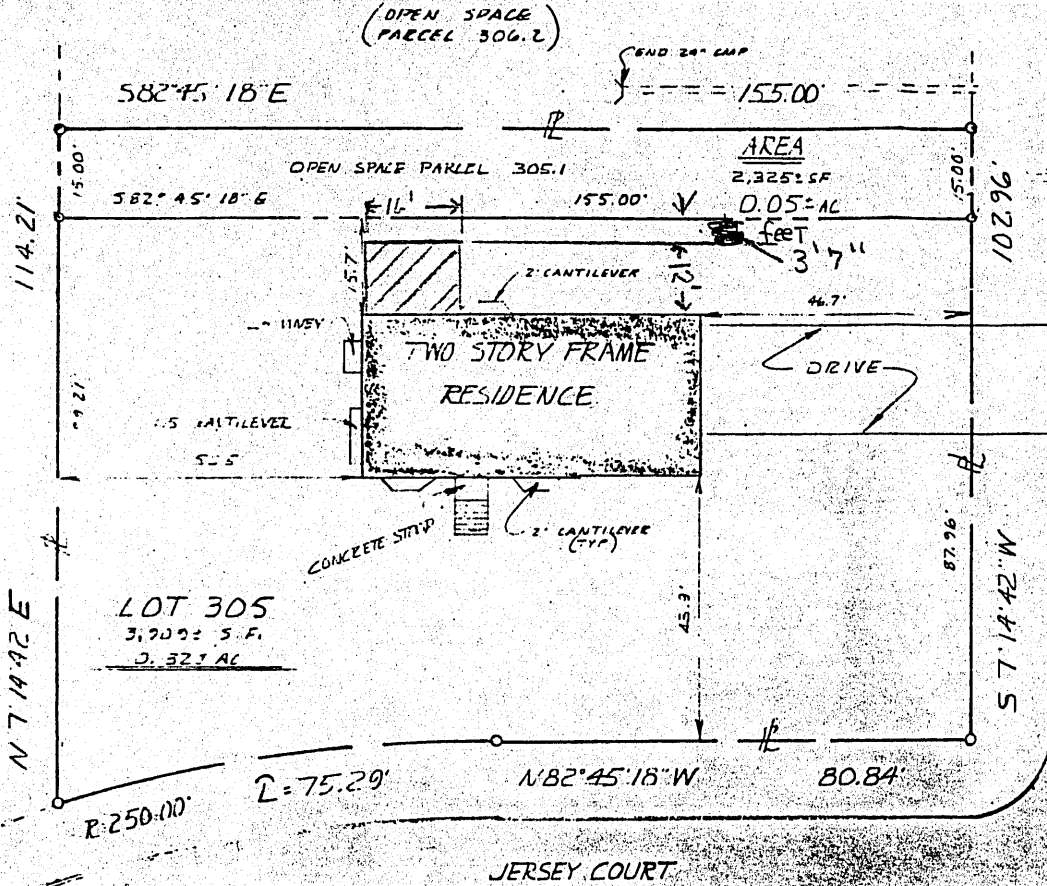 (OPEN SPACE
PARCEL 306.2)
END 24" CMP
S82°45'18"E
155.00'
OPEN SPACE PARCEL 305.1
AREA
2,325± SF
0.05± AC
15.00'
15.00'
S82°45'18"E
16'
155.00'
feet
3'7"
114.21'
102.96'
15.7'
2' CANTILEVER
12'
46.7'
TWO STORY FRAME
RESIDENCE
DRIVE
CANTILEVER
CONCRETE STOOP
2' CANTILEVER
(TYP)
87.96'
LOT 305
S.F.
AC
N 7°14'42 E
S 7°14'42" W
R=250.00'
L=75.29'
N82°45'18"W
80.84'
JERSEY COURT